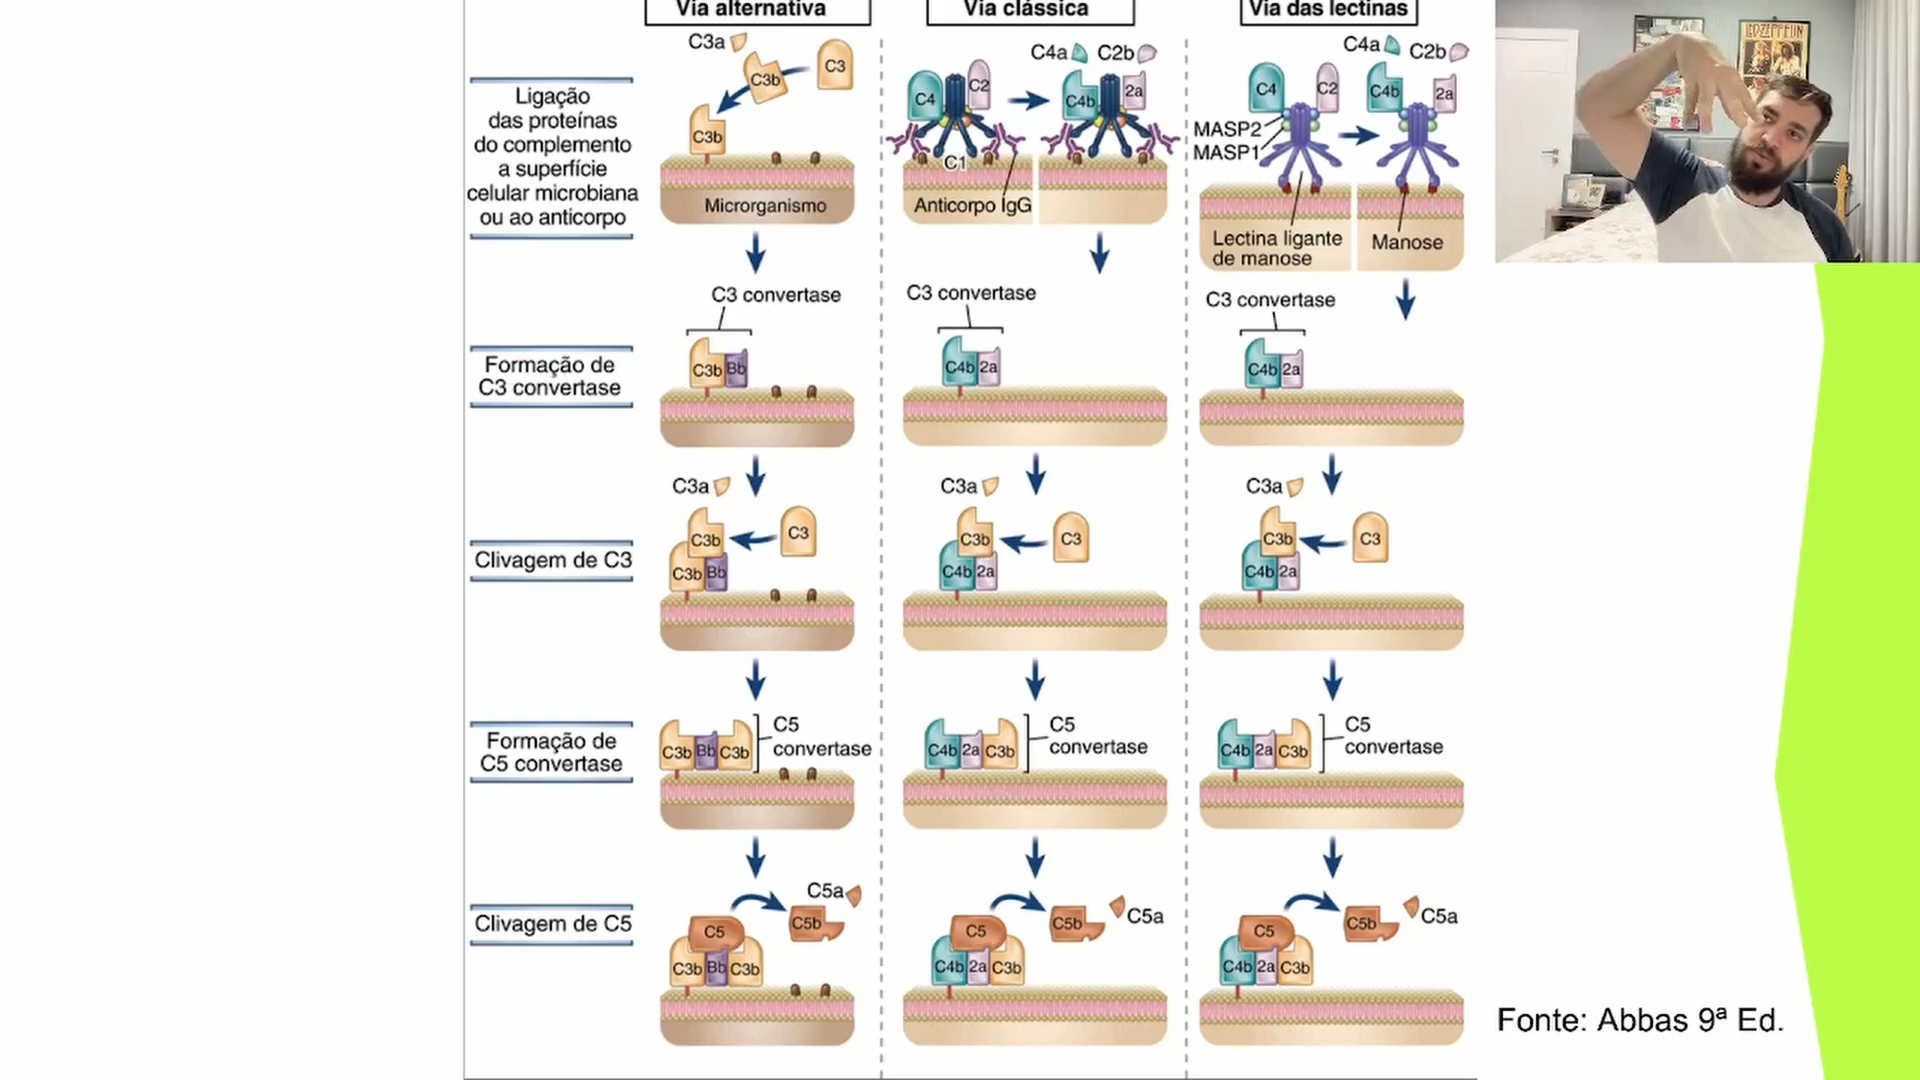 Via alternativa
Via clássica
Via das lectinas
Ligação
das proteínas
do complemento
a superfície
celular microbiana
ou ao anticorpo
C3a
C3b
C3
C3b
Microrganismo
C4a
C2b
C4
C2
C4b
2a
C1
Anticorpo IgG
C4a
C2b
C4
C2
C4b
2a
MASP2
MASP1
Lectina ligante
de manose
Manose
LED ZEPPELIN
Formação de
C3 convertase
C3 convertase
C3b
Bb
C3 convertase
C4b
2a
C3 convertase
C4b
2a
Clivagem de C3
C3a
C3b
C3
C3b
Bb
C3a
C3b
C3
C4b
2a
C3a
C3b
C3
C4b
2a
Formação de
C5 convertase
C3b
Bb
C3b
C5
convertase
C4b
2a
C3b
C5
convertase
C4b
2a
C3b
C5
convertase
Clivagem de C5
C5a
C5b
C5
C3b
Bb
C3b
C5a
C5b
C5
C4b
2a
C3b
C5a
C5b
C5
C4b
2a
C3b
Fonte: Abbas 9ª Ed.